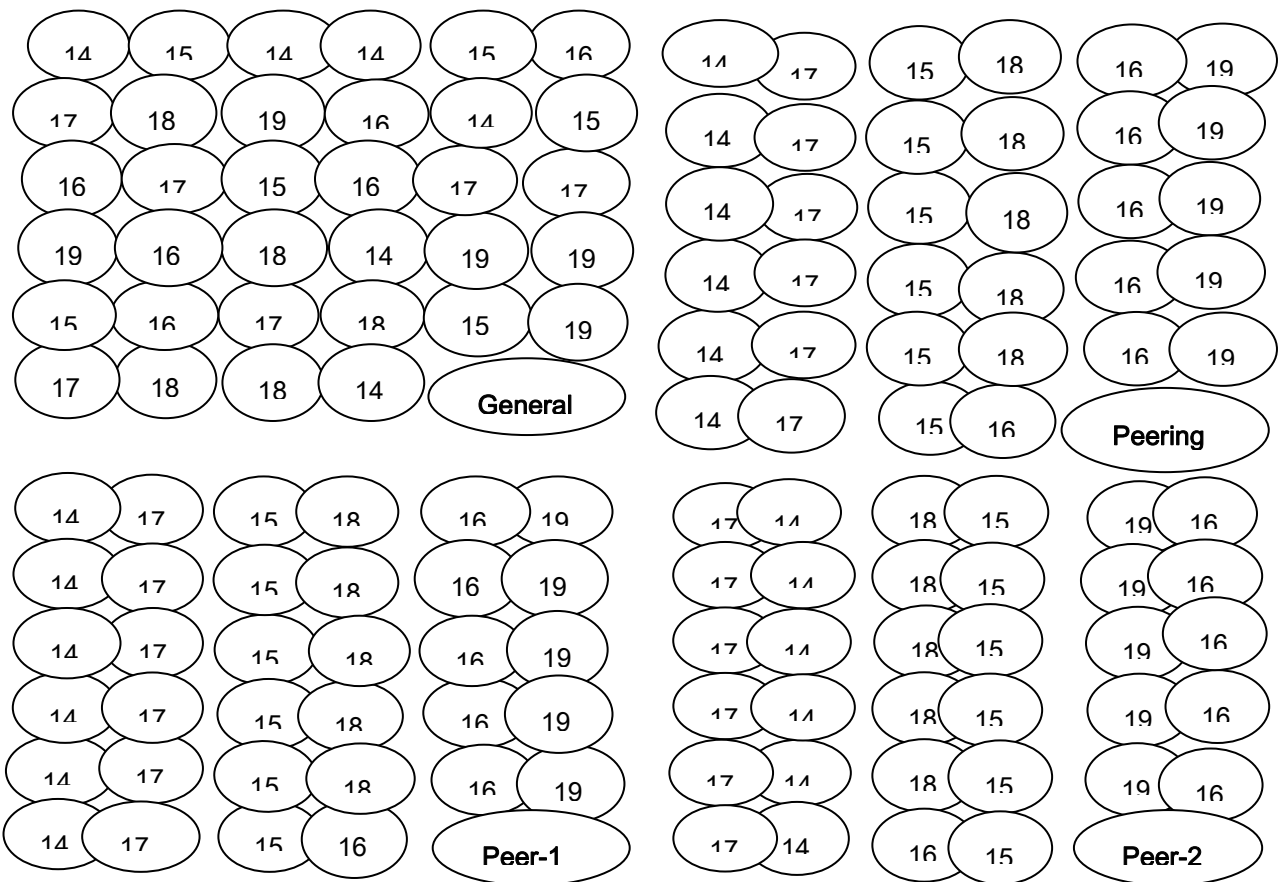 14 15 14 14 15 16
17 18 19 16 14 15
16 17 15 16 17 17
19 16 18 14 19 19
15 16 17 18 15 19
17 18 18 14 General
14 17 15 18 16 19
14 17 15 18 16 19
14 17 15 18 16 19
14 17 15 18 16 19
14 17 15 18 16 19
14 17 15 16 Peering
14 17 15 18 16 19
14 17 15 18 16 19
14 17 15 18 16 19
14 17 15 18 16 19
14 17 15 18 16 19
14 17 15 16 Peer-1
17 14 18 15 19 16
17 14 18 15 19 16
17 14 18 15 19 16
17 14 18 15 19 16
17 14 18 15 19 16
17 14 16 15 Peer-2